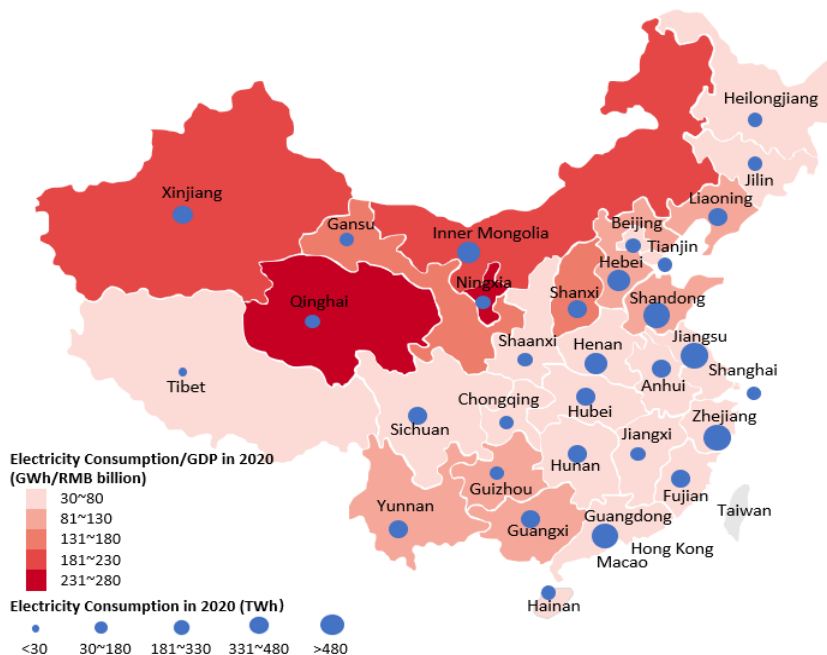 Heilongjiang
Jilin
Xinjiang
Liaoning
Gansu
Beijing
Inner Mongolia
Tianjin
Hebei
Ningxia
Shanxi
Qinghai
Shandong
Jiangsu
Shaanxi
Henan
Shanghai
Tibet
Anhui
Chongqing
Hubei
Zhejiang
Sichuan
Jiangxi
Electricity Consumption/GDP in 2020
Hunan
(GWh/RMB billion)
Guizhou
Fujian
30~80
Yunnan
Taiwan
81~130
Guangxi
Guangdong
131~180
Hong Kong
181~230
Macao
231~280
Hainan
Electricity Consumption in 2020 (TWh)
<30 30~180 181~330 331~480 >480